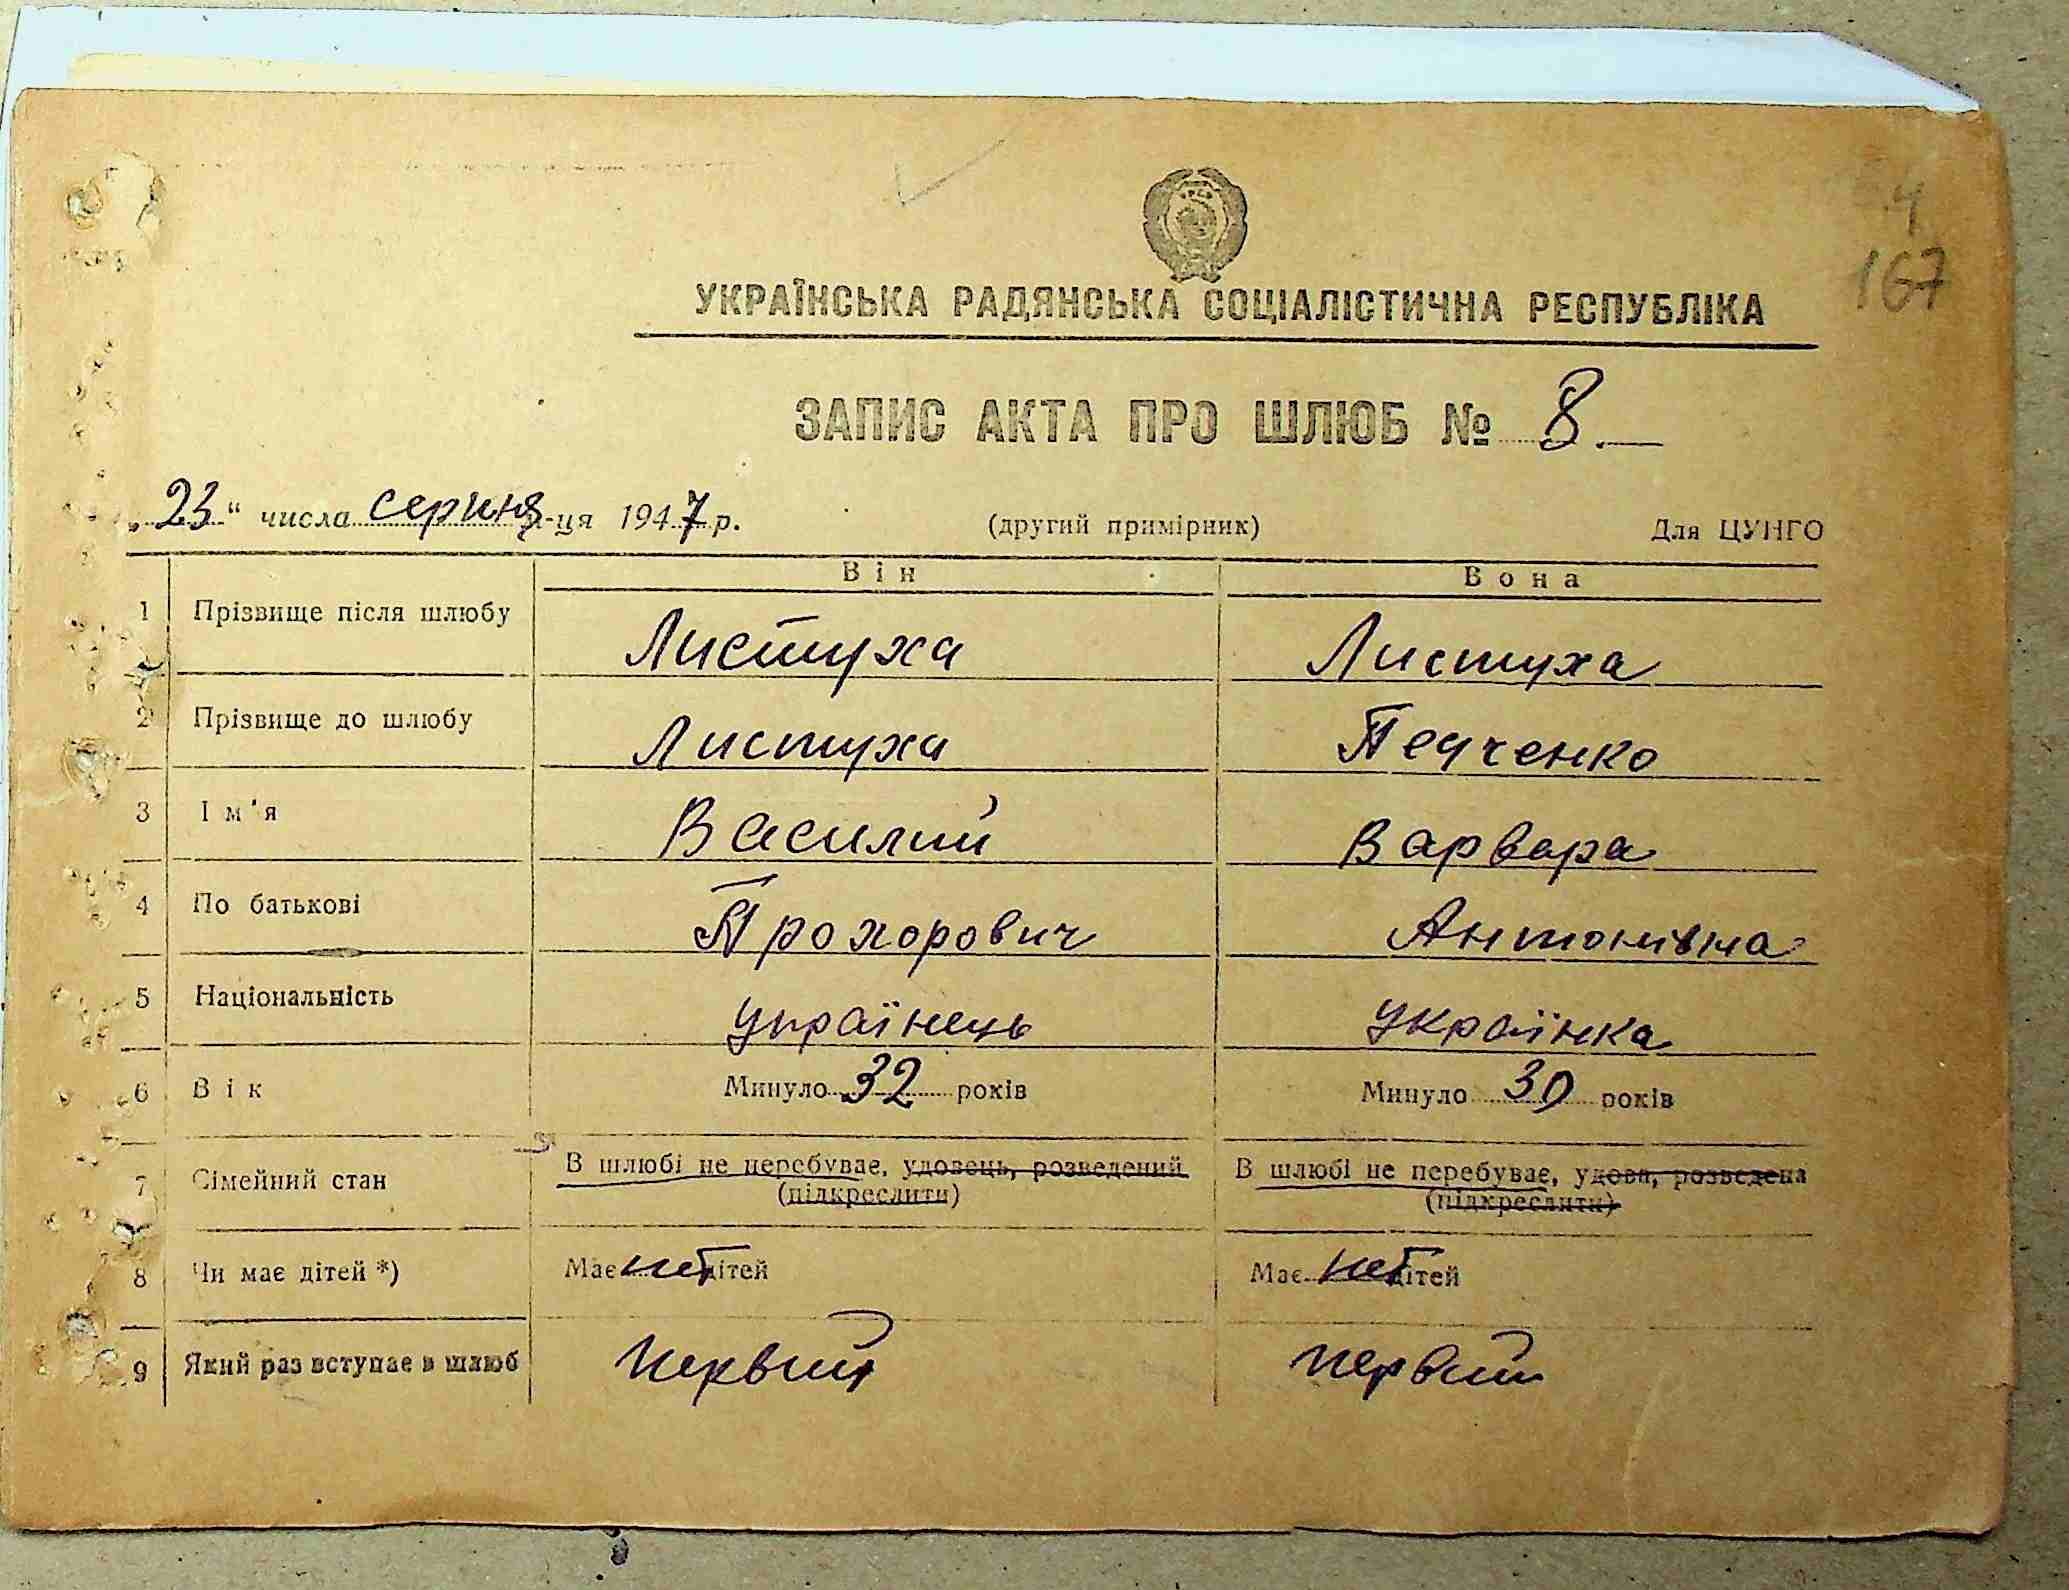 4
167
УКРАЇНСЬКА РАДЯНСЬКА СОЦІАЛІСТИЧНА РЕСПУБЛІКА
ЗАПИС АКТА ПРО ШЛЮБ № 8.
„23“ числа серпня м-ця 1947 р. (другий примірник) Для ЦУНГО
Він Вона
1 Прізвище після шлюбу Листуха Листуха
2 Прізвище до шлюбу Листуха Педченко
3 Ім'я Василий Варвара
4 По батькові Прохорович Антонівна
5 Національність українець українка
6 Вік Минуло 32 років Минуло 30 років
7 Сімейний стан В шлюбі не перебуває, удовець, розведений В шлюбі не перебуває, удова, розведена
(підкреслити) (підкреслити)
8 Чи має дітей *) Має нет дітей Має нет дітей
9 Який раз вступає в шлюб первий первий